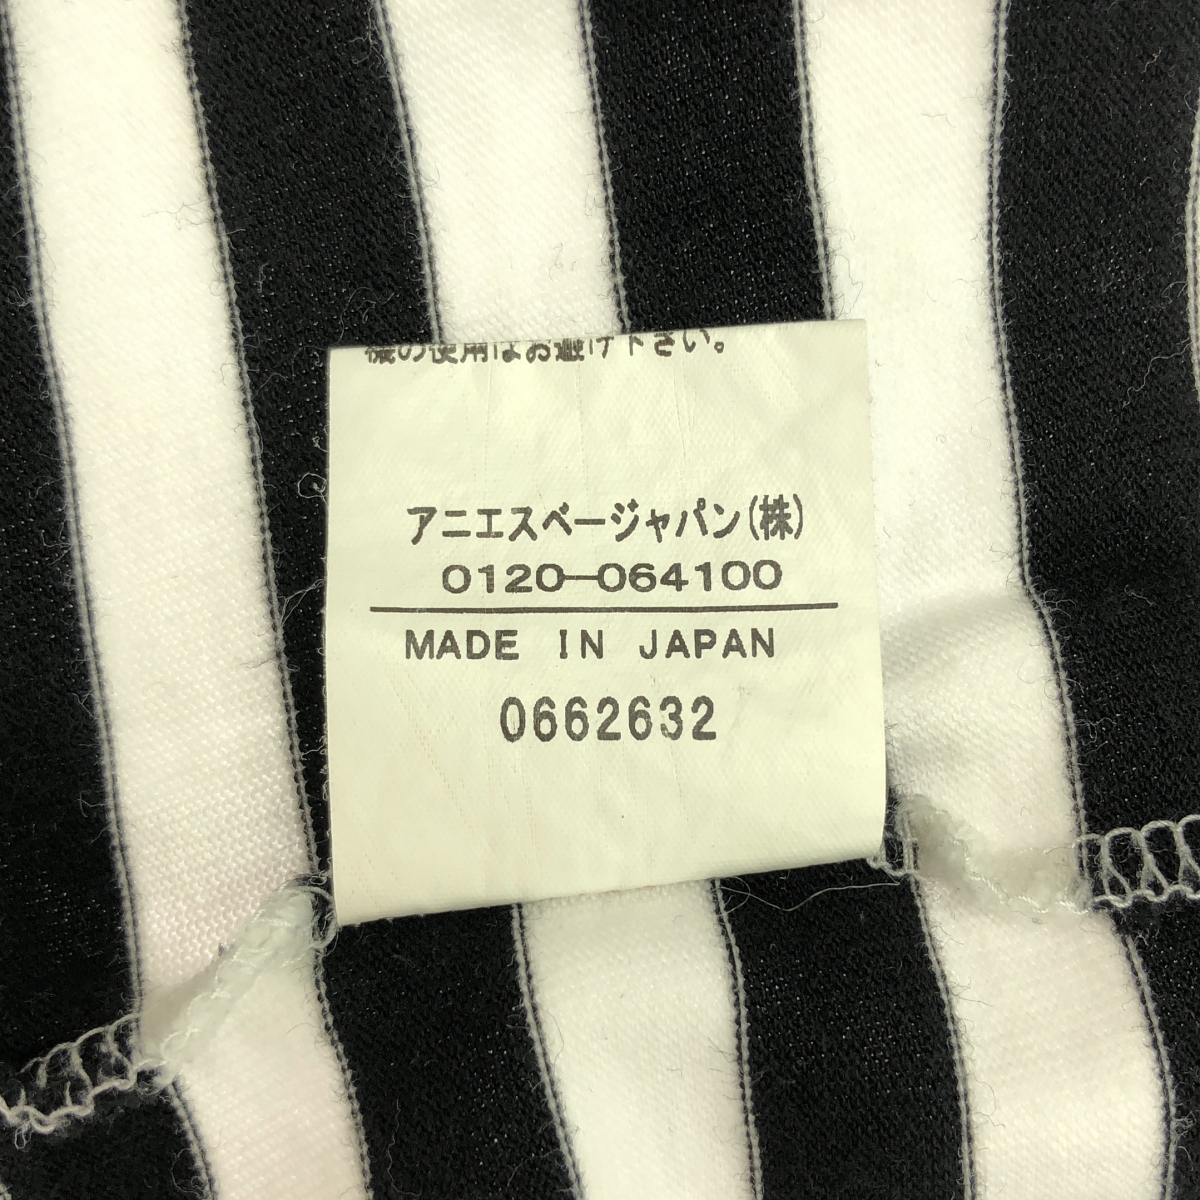 機の使用はお避け下さい。
アニエスベージャパン(株)
0120-064100
MADE IN JAPAN
0662632